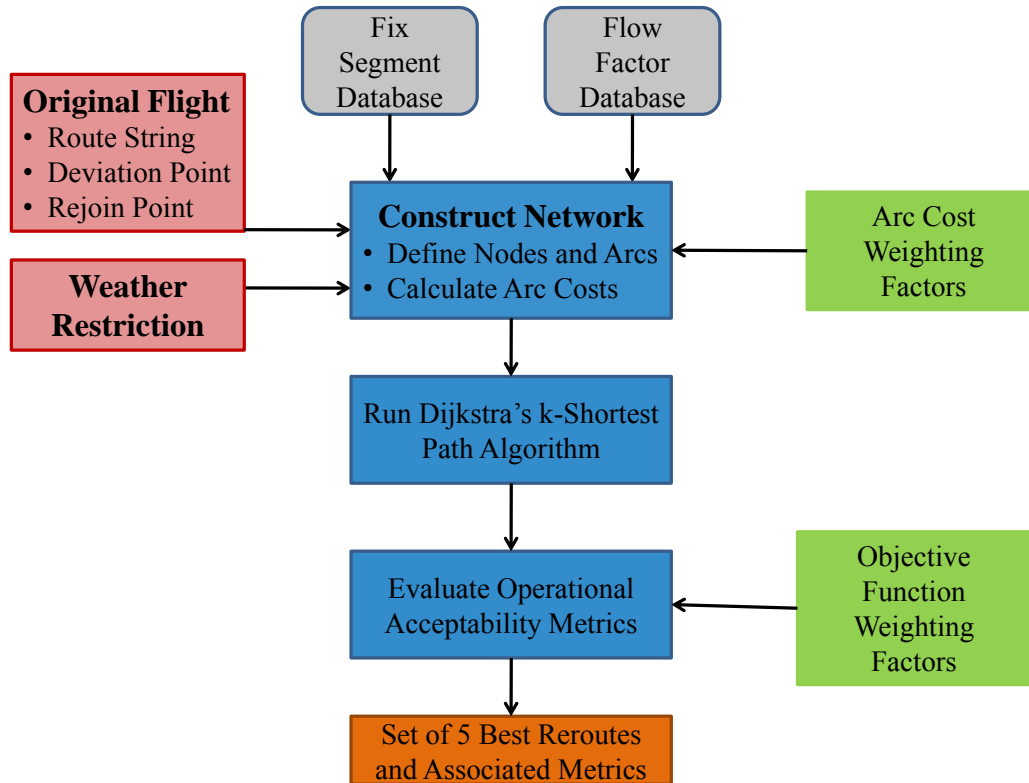 Fix
Segment
Database
Flow
Factor
Database
Original Flight
• Route String
• Deviation Point
• Rejoin Point
Weather
Restriction
Construct Network
• Define Nodes and Arcs
• Calculate Arc Costs
Arc Cost
Weighting
Factors
Run Dijkstra’s k-Shortest
Path Algorithm
Evaluate Operational
Acceptability Metrics
Objective
Function
Weighting
Factors
Set of 5 Best Reroutes
and Associated Metrics